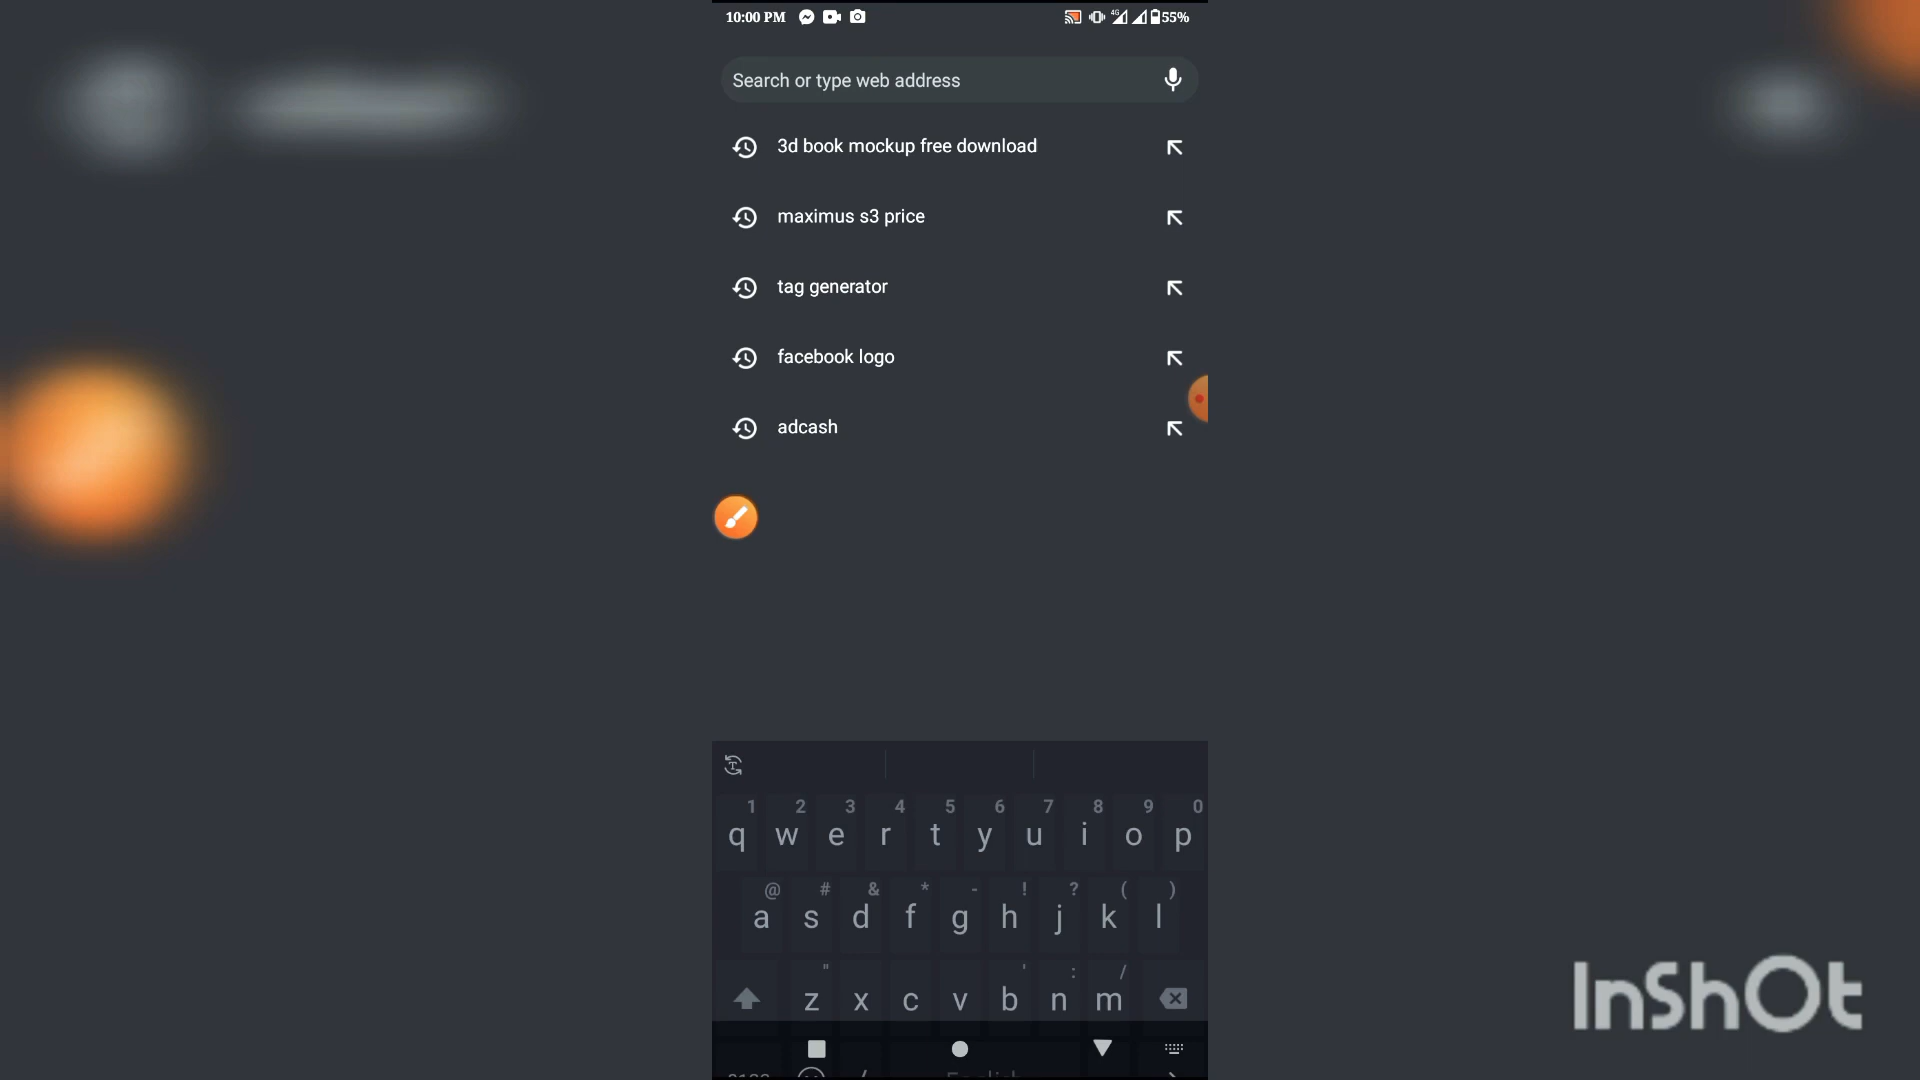 10:00 PM 4G 55%
Search or type web address
3d book mockup free download
maximus s3 price
tag generator
facebook logo
adcash
1 2 3 4 5 6 7 8 9 0
q w e r t y u i o p
@ # & * - ! ? ( )
a s d f g h j k l
" ' : /
z x c v b n m
English
InShOt